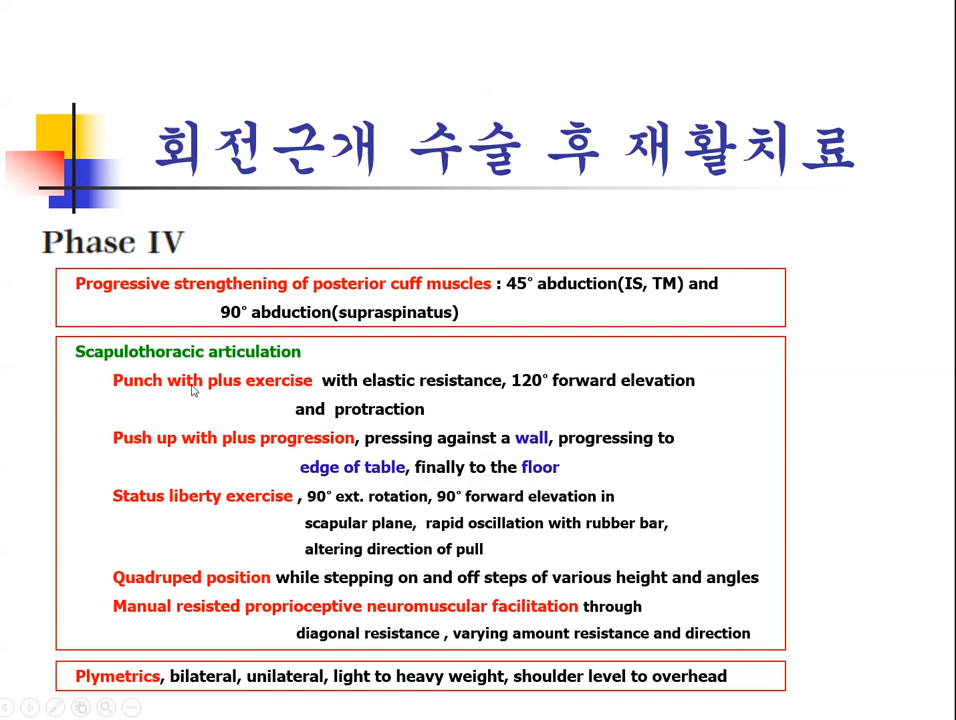 회전근개 수술 후 재활치료
Phase IV
Progressive strengthening of posterior cuff muscles : 45° abduction(IS, TM) and
90° abduction(supraspinatus)
Scapulothoracic articulation
Punch with plus exercise with elastic resistance, 120° forward elevation
and protraction
Push up with plus progression, pressing against a wall, progressing to
edge of table, finally to the floor
Status liberty exercise , 90° ext. rotation, 90° forward elevation in
scapular plane, rapid oscillation with rubber bar,
altering direction of pull
Quadruped position while stepping on and off steps of various height and angles
Manual resisted proprioceptive neuromuscular facilitation through
diagonal resistance , varying amount resistance and direction
Plymetrics, bilateral, unilateral, light to heavy weight, shoulder level to overhead